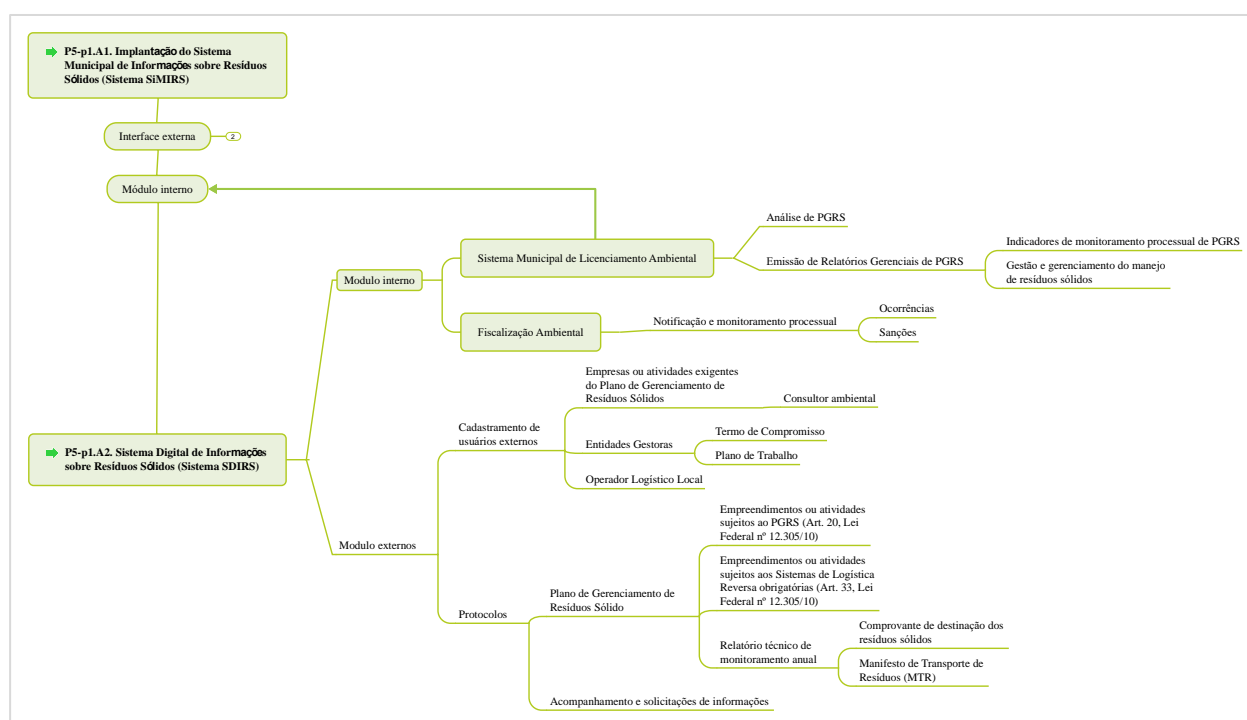 P5-p1.A1. Implantação do Sistema
Municipal de Informações sobre Resíduos
Sólidos (Sistema SiMIRS)
Interface externa
2
Módulo interno
P5-p1.A2. Sistema Digital de Informações
sobre Resíduos Sólidos (Sistema SDIRS)
Modulo interno
Sistema Municipal de Licenciamento Ambiental
Análise de PGRS
Emissão de Relatórios Gerenciais de PGRS
Indicadores de monitoramento processual de PGRS
Gestão e gerenciamento do manejo
de resíduos sólidos
Fiscalização Ambiental
Notificação e monitoramento processual
Ocorrências
Sanções
Modulo externos
Cadastramento de
usuários externos
Empresas ou atividades exigentes
do Plano de Gerenciamento de
Resíduos Sólidos
Consultor ambiental
Entidades Gestoras
Termo de Compromisso
Plano de Trabalho
Operador Logístico Local
Protocolos
Plano de Gerenciamento de
Resíduos Sólido
Empreendimentos ou atividades
sujeitos ao PGRS (Art. 20, Lei
Federal nº 12.305/10)
Empreendimentos ou atividades
sujeitos aos Sistemas de Logística
Reversa obrigatórias (Art. 33, Lei
Federal nº 12.305/10)
Relatório técnico de
monitoramento anual
Comprovante de destinação dos
resíduos sólidos
Manifesto de Transporte de
Resíduos (MTR)
Acompanhamento e solicitações de informações